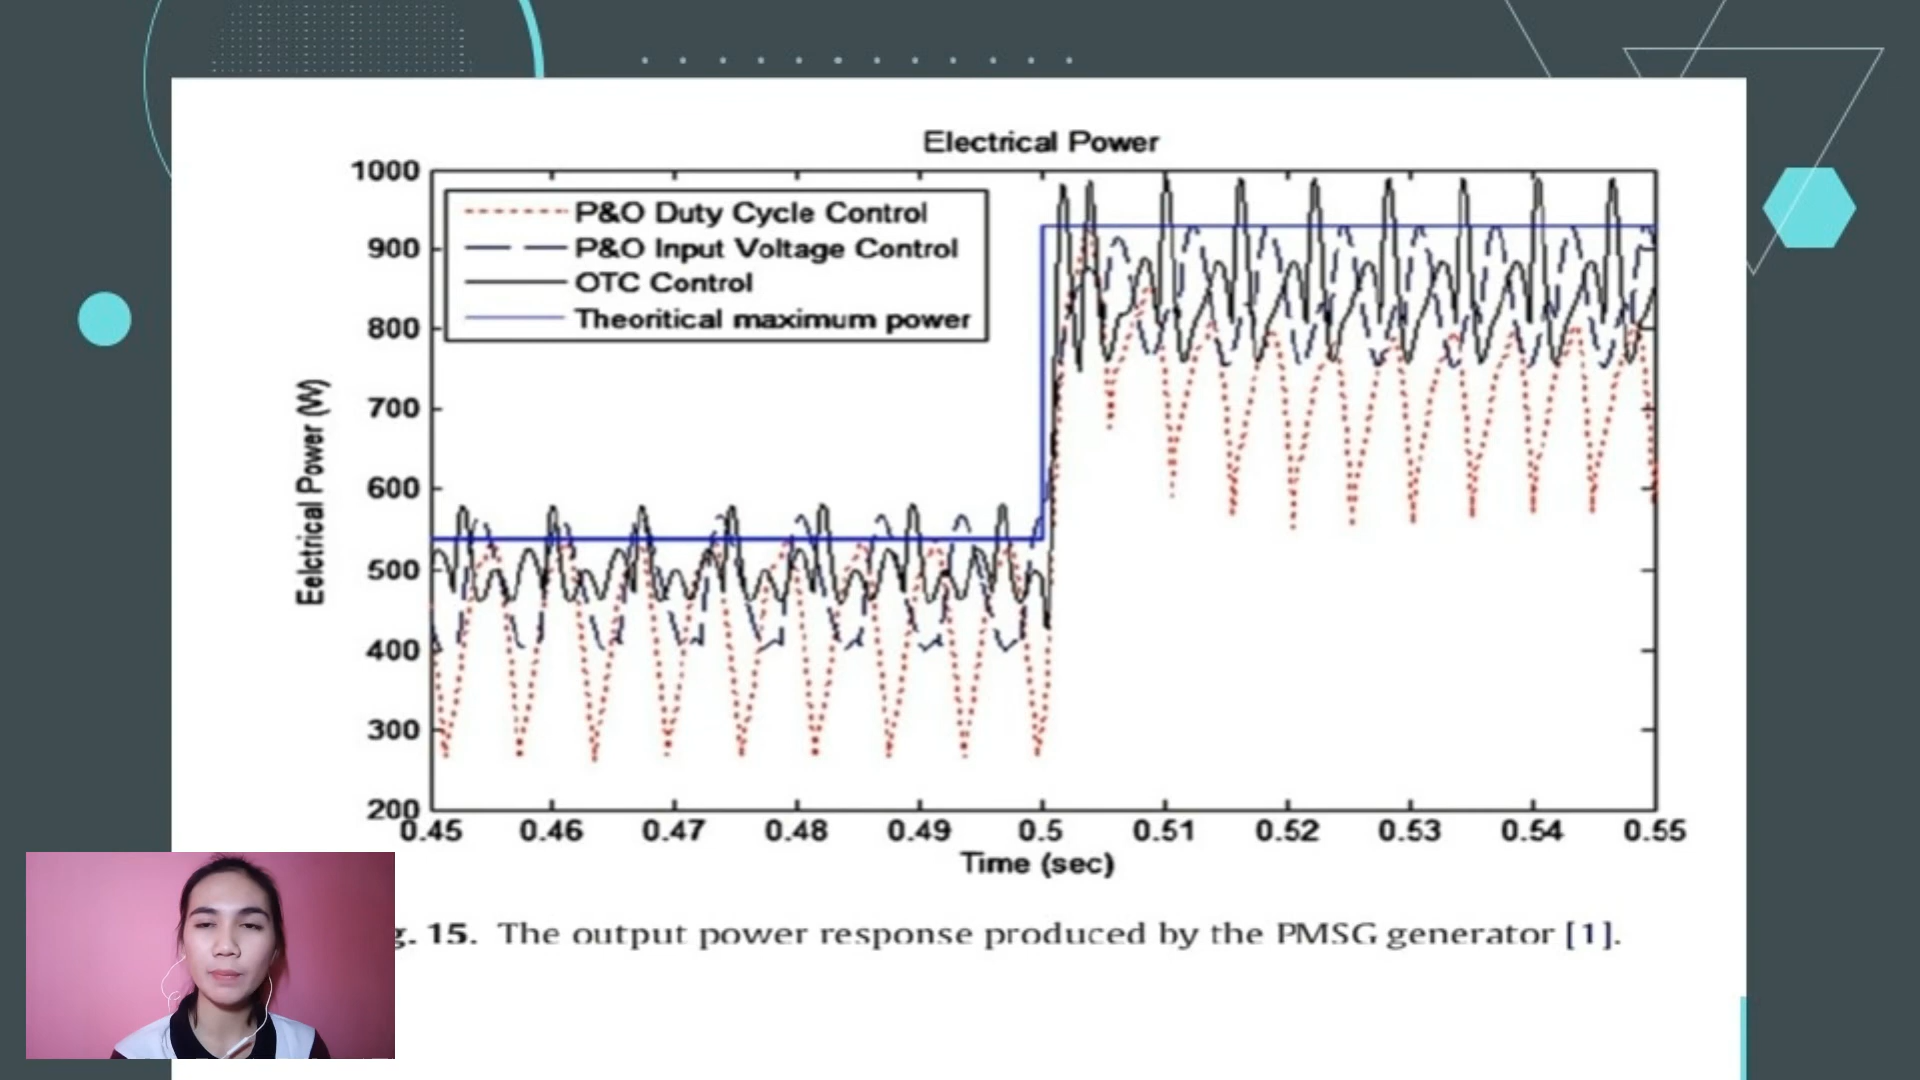 Electrical Power
1000
P&O Duty Cycle Control
P&O Input Voltage Control
OTC Control
Theoritical maximum power
900
800
700
600
500
400
300
200
Eelctrical Power (W)
0.45 0.46 0.47 0.48 0.49 0.5 0.51 0.52 0.53 0.54 0.55
Time (sec)
g. 15. The output power response produced by the PMSG generator [1].